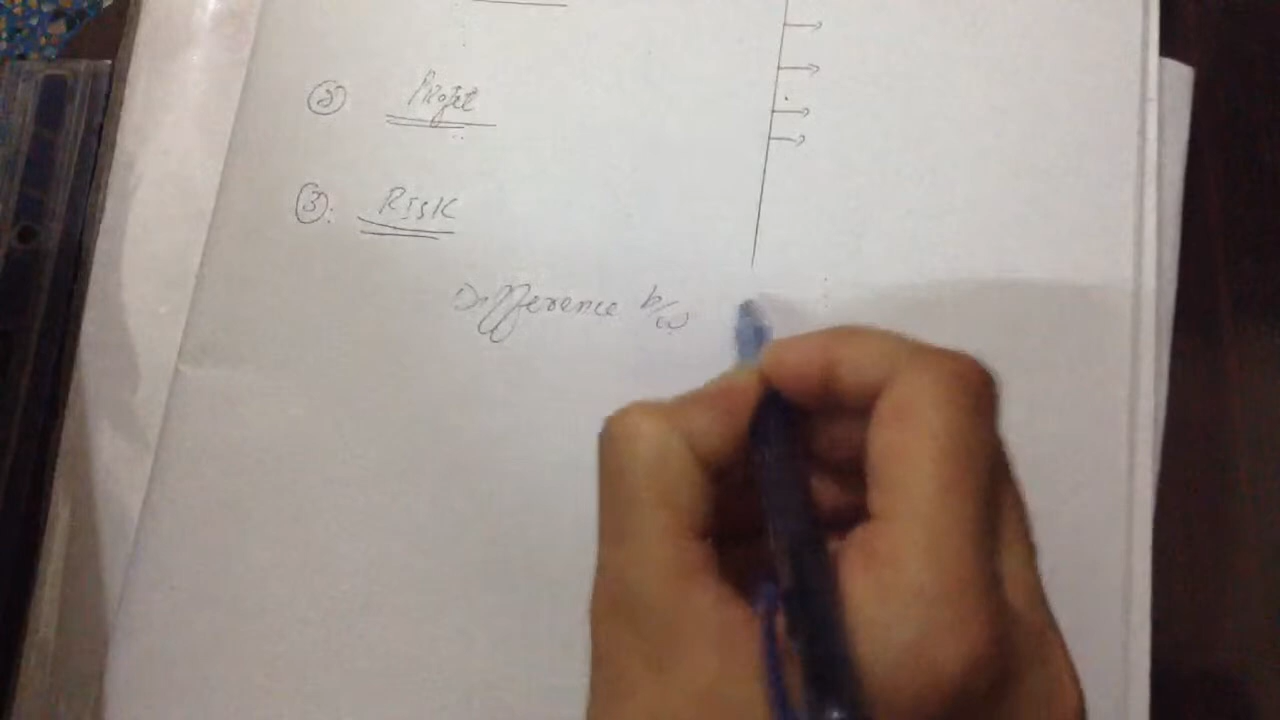 ② Profit
③: RISK
Difference b/w